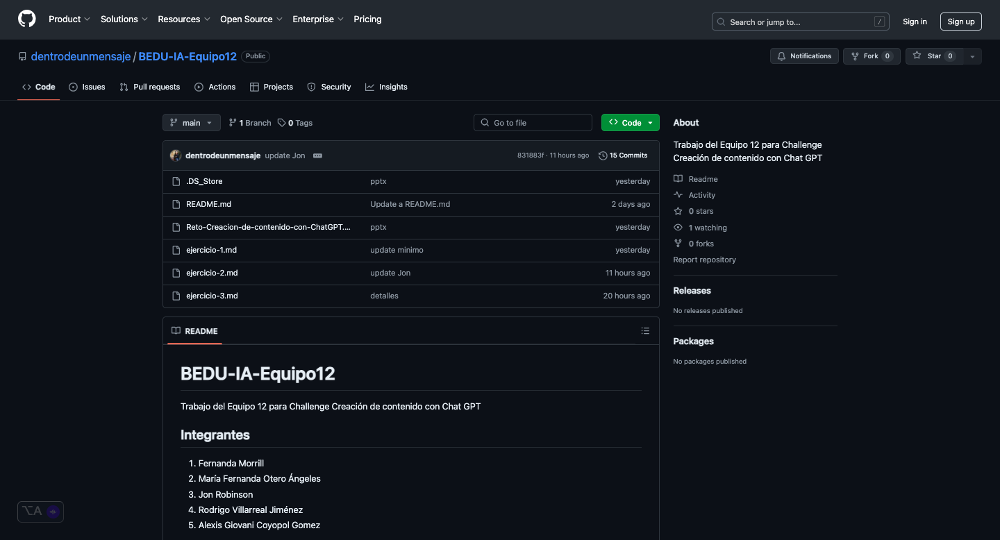 Product Solutions Resources Open Source Enterprise Pricing Search or jump to... / Sign in Sign up
dentrodeunmensaje / BEDU-IA-Equipo12 Public Notifications Fork 0 Star 0
Code Issues Pull requests Actions Projects Security Insights
main 1 Branch 0 Tags Go to file Code
dentrodeunmensaje update Jon 831883f · 11 hours ago 15 Commits
.DS_Store pptx yesterday
README.md Update a README.md 2 days ago
Reto-Creacion-de-contenido-con-ChatGPT.... pptx yesterday
ejercicio-1.md update minimo yesterday
ejercicio-2.md update Jon 11 hours ago
ejercicio-3.md detalles 20 hours ago
README
BEDU-IA-Equipo12
Trabajo del Equipo 12 para Challenge Creación de contenido con Chat GPT
Integrantes
1. Fernanda Morrill
2. María Fernanda Otero Ángeles
3. Jon Robinson
4. Rodrigo Villarreal Jiménez
5. Alexis Giovani Coyopol Gomez
About
Trabajo del Equipo 12 para Challenge
Creación de contenido con Chat GPT
Readme
Activity
0 stars
1 watching
0 forks
Report repository
Releases
No releases published
Packages
No packages published
⌥A